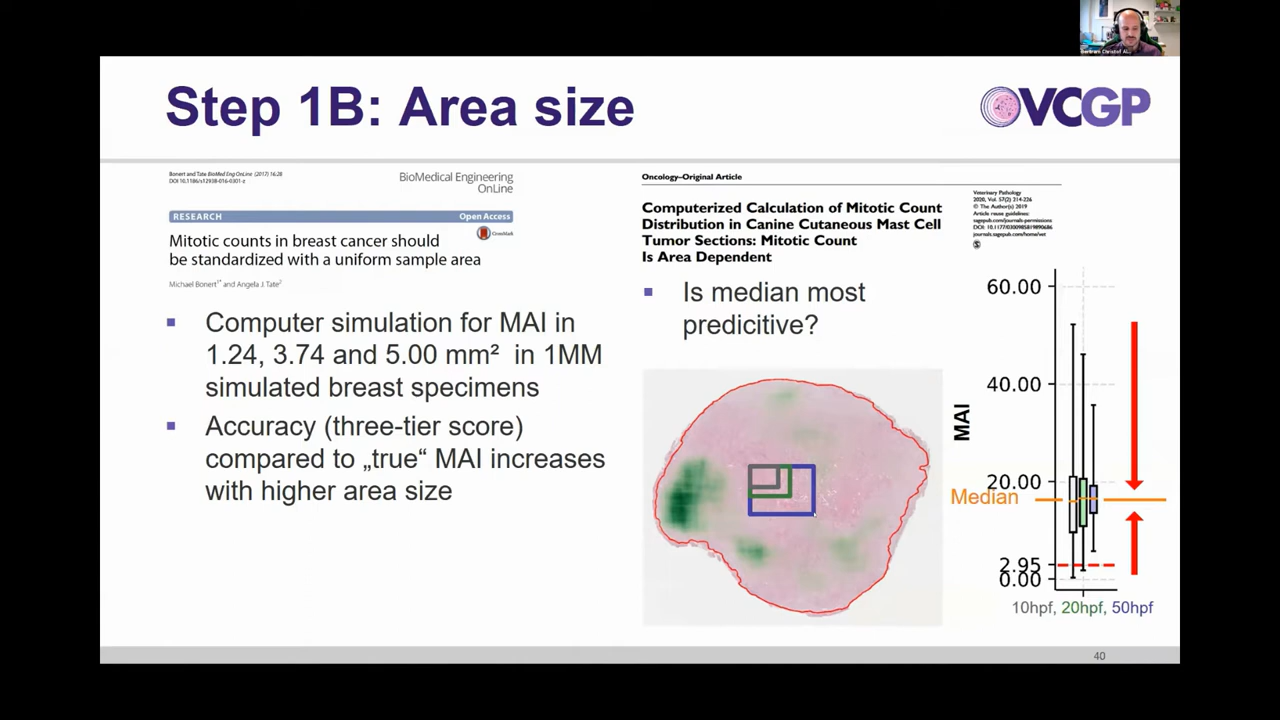 Step 1B: Area size
VCGP
Bonert and Tate BioMed Eng OnLine (2017) 16:28
DOI 10.1186/s12938-016-0301-z
BioMedical Engineering
OnLine
RESEARCH
Open Access
Mitotic counts in breast cancer should
be standardized with a uniform sample area
CrossMark
Michael Bonert¹* and Angela J. Tate²
▪ Computer simulation for MAI in
1.24, 3.74 and 5.00 mm² in 1MM
simulated breast specimens
▪ Accuracy (three-tier score)
compared to „true“ MAI increases
with higher area size
Oncology–Original Article
Computerized Calculation of Mitotic Count
Distribution in Canine Cutaneous Mast Cell
Tumor Sections: Mitotic Count
Is Area Dependent
Veterinary Pathology
2020, Vol. 57(2) 214-226
© The Author(s) 2019
Article reuse guidelines:
sagepub.com/journals-permissions
DOI: 10.1177/0300985819890686
journals.sagepub.com/home/vet
▪ Is median most
predicitive?
60.00
40.00
MAI
20.00
Median
2.95
0.00
10hpf, 20hpf, 50hpf
40